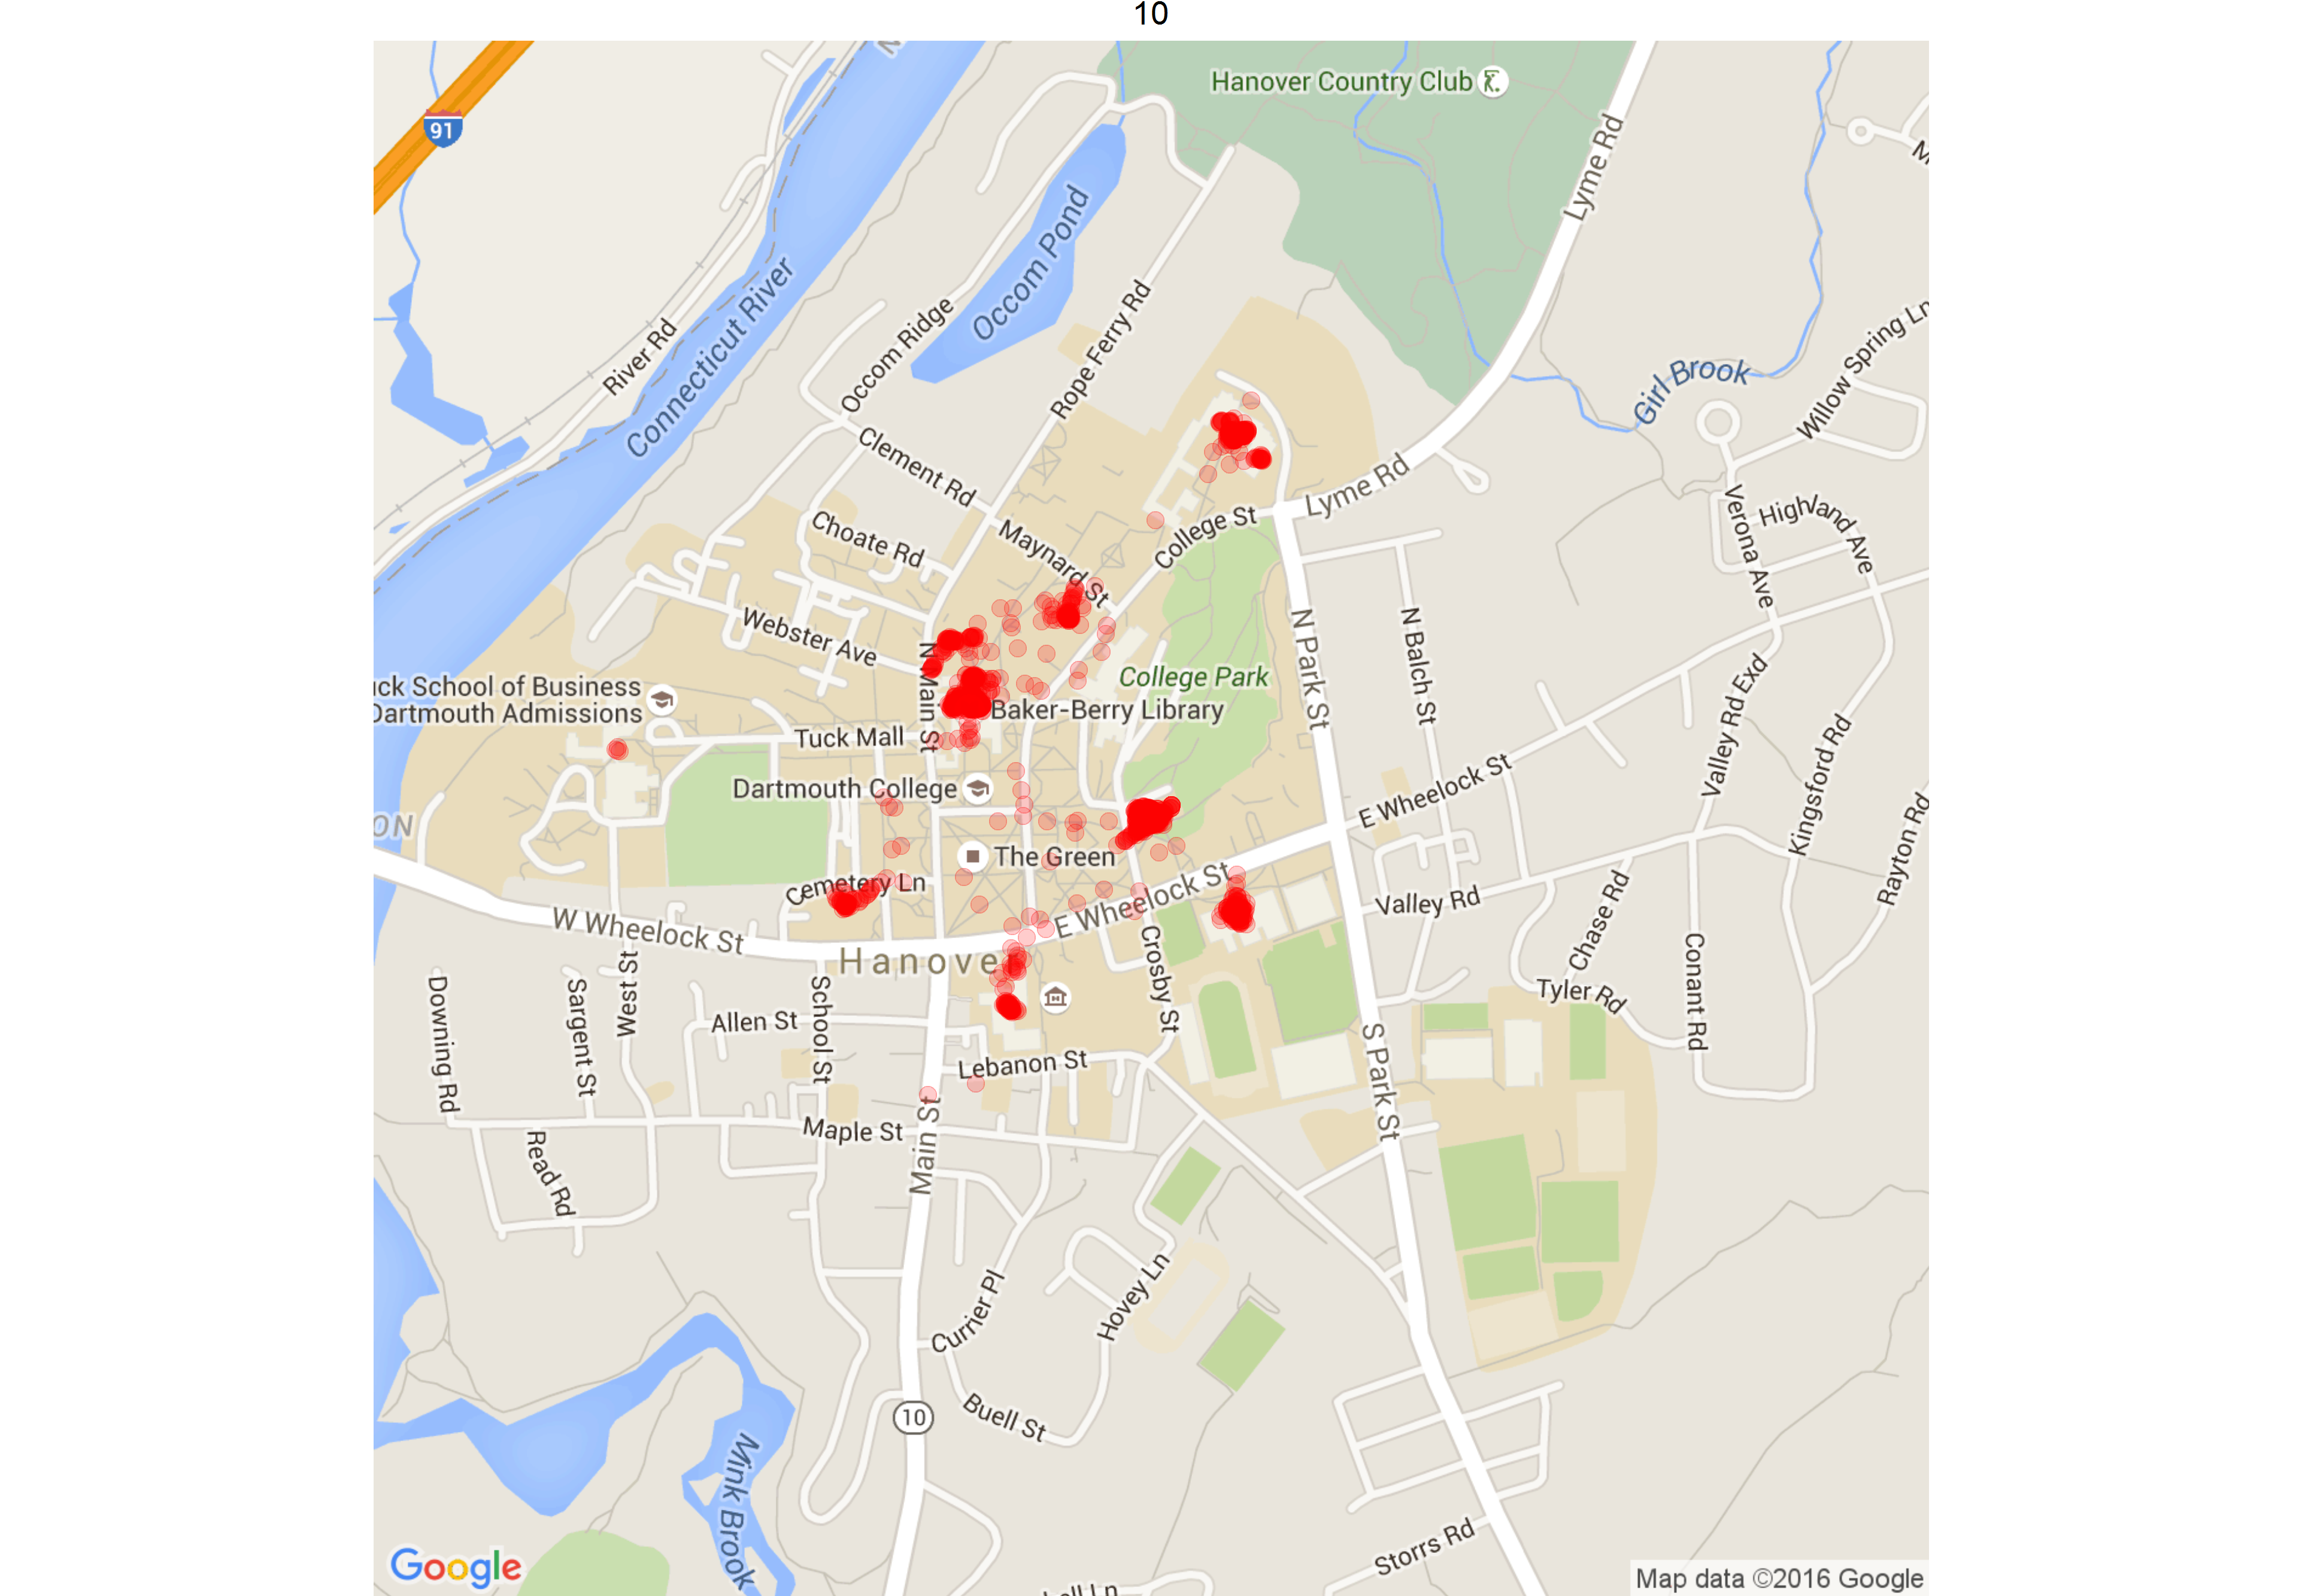 10
Hanover Country Club
91
Lyme Rd
Occom Pond
Connecticut River
River Rd
Occom Ridge
Rope Ferry Rd
Girl Brook
Willow Spring Ln
Clement Rd
Lyme Rd
Choate Rd
Maynard St
College St
Verona Ave
Highland Ave
Webster Ave
N Main St
N Park St
N Balch St
College Park
uck School of Business
Dartmouth Admissions
Baker-Berry Library
Tuck Mall
Valley Rd Exd
Kingsford Rd
Dartmouth College
E Wheelock St
Rayton Rd
ON
The Green
Cemetery Ln
E Wheelock St
Valley Rd
Chase Rd
W Wheelock St
Hanove
Crosby St
West St
Conant Rd
Tyler Rd
Downing Rd
Sargent St
School St
Allen St
S Park St
Lebanon St
Main St
Maple St
Read Rd
Currier Pl
Hovey Ln
10
Buell St
Mink Brook
Storrs Rd
Google
Map data ©2016 Google